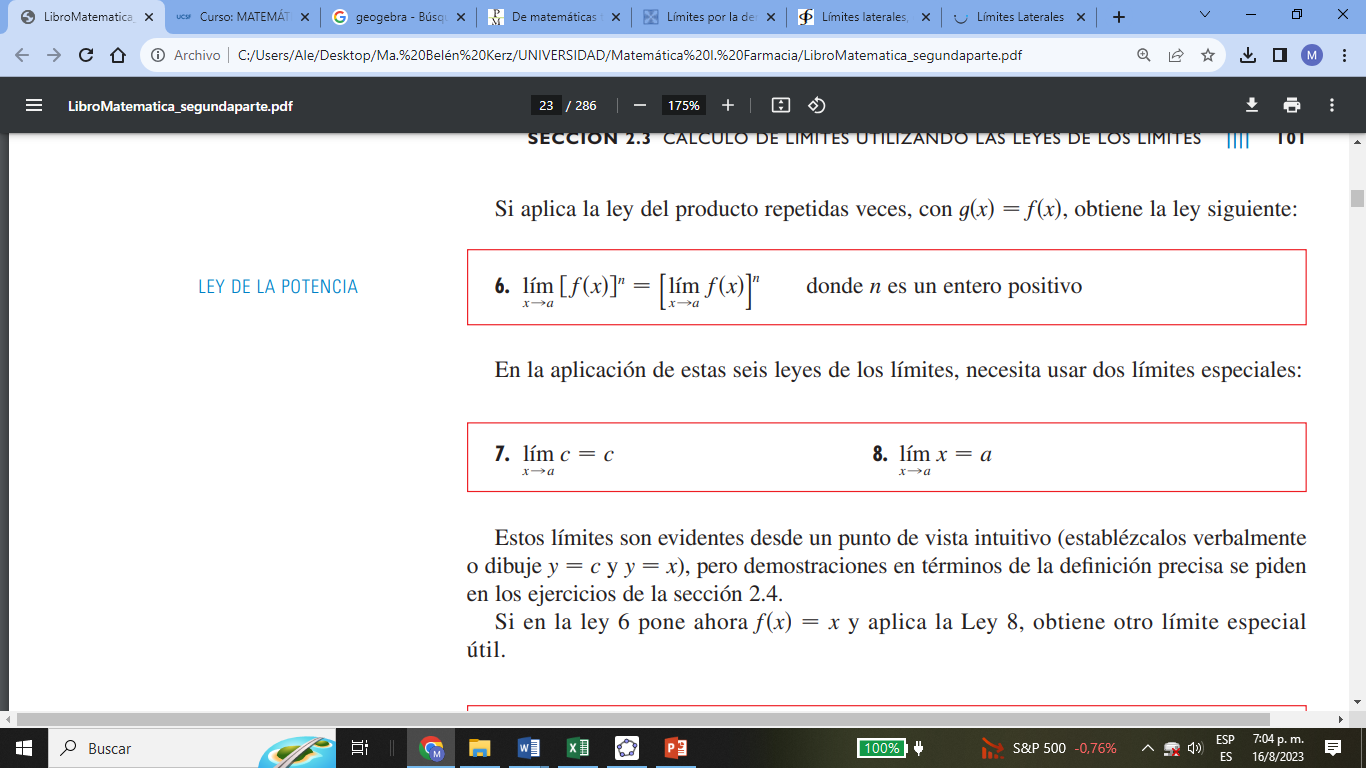 LibroMatematica_
Curso: MATEMÁT
geogebra - Búsqu
De matemáticas
Límites por la de
Límites laterales,
Límites Laterales
Archivo
C:/Users/Ale/Desktop/Ma.%20Belén%20Kerz/UNIVERSIDAD/Matemática%20I.%20Farmacia/LibroMatematica_segundaparte.pdf
M
LibroMatematica_segundaparte.pdf
23 / 286
175%
SECCIÓN 2.3 CÁLCULO DE LÍMITES UTILIZANDO LAS LEYES DE LOS LÍMITES |||| 101
Si aplica la ley del producto repetidas veces, con g(x) = f(x), obtiene la ley siguiente:
LEY DE LA POTENCIA
6. lím x→a [f(x)]ⁿ = [lím x→a f(x)]ⁿ donde n es un entero positivo
En la aplicación de estas seis leyes de los límites, necesita usar dos límites especiales:
7. lím x→a c = c
8. lím x→a x = a
Estos límites son evidentes desde un punto de vista intuitivo (establézcalos verbalmente
o dibuje y = c y y = x), pero demostraciones en términos de la definición precisa se piden
en los ejercicios de la sección 2.4.
Si en la ley 6 pone ahora f(x) = x y aplica la Ley 8, obtiene otro límite especial
útil.
Buscar
100%
S&P 500 -0,76%
ESP
ES
7:04 p. m.
16/8/2023